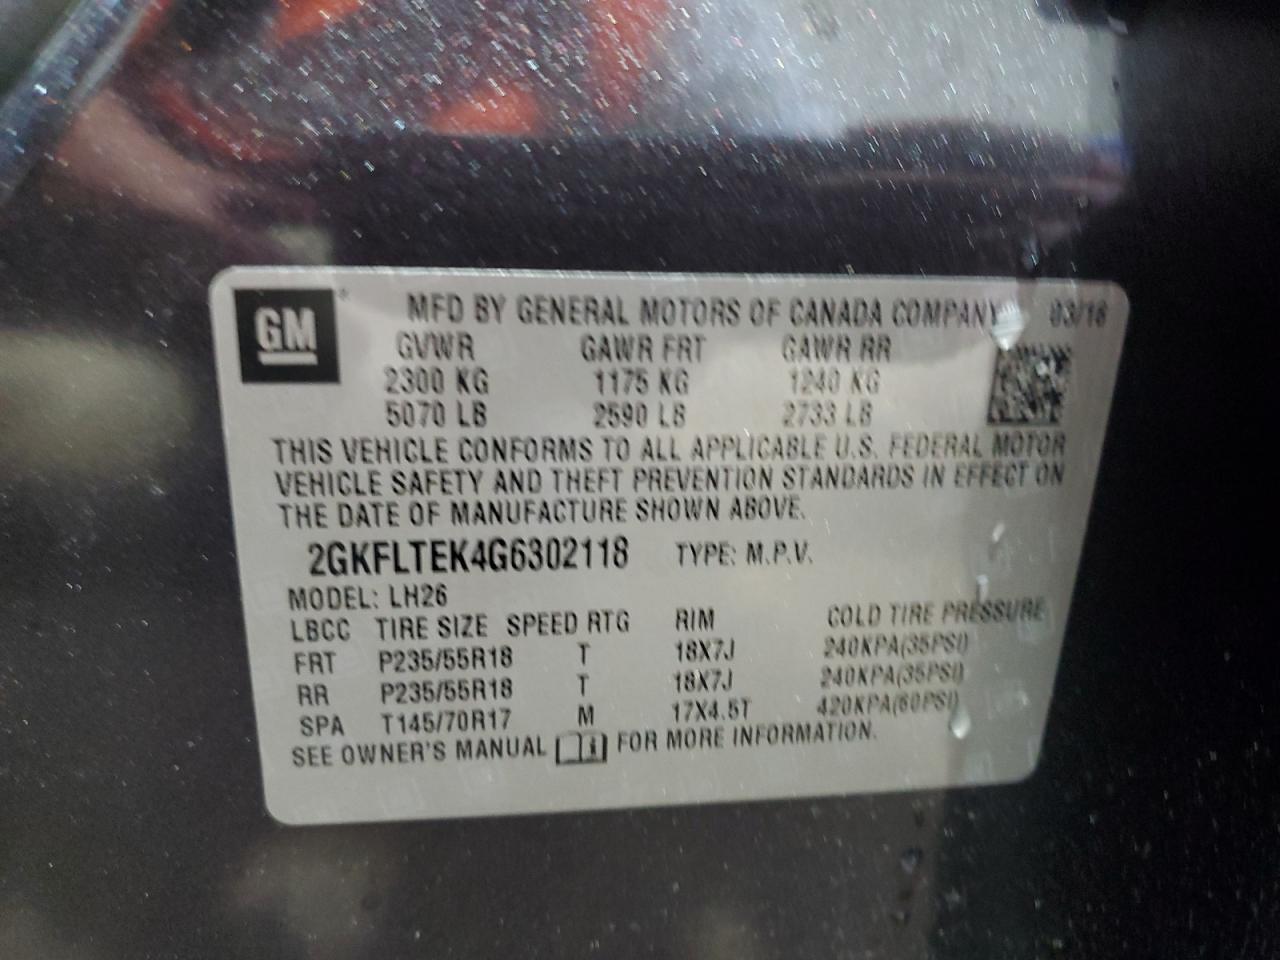 GM
MFD BY GENERAL MOTORS OF CANADA COMPANY 03/16
GVWR GAWR FRT GAWR RR
2300 KG 1175 KG 1240 KG
5070 LB 2590 LB 2733 LB
THIS VEHICLE CONFORMS TO ALL APPLICABLE U.S. FEDERAL MOTOR
VEHICLE SAFETY AND THEFT PREVENTION STANDARDS IN EFFECT ON
THE DATE OF MANUFACTURE SHOWN ABOVE.
2GKFLTEK4G6302118 TYPE: M.P.V.
MODEL: LH26
LBCC TIRE SIZE SPEED RTG RIM COLD TIRE PRESSURE
FRT P235/55R18 T 18X7J 240KPA(35PSI)
RR P235/55R18 T 18X7J 240KPA(35PSI)
SPA T145/70R17 M 17X4.5T 420KPA(60PSI)
SEE OWNER'S MANUAL FOR MORE INFORMATION.